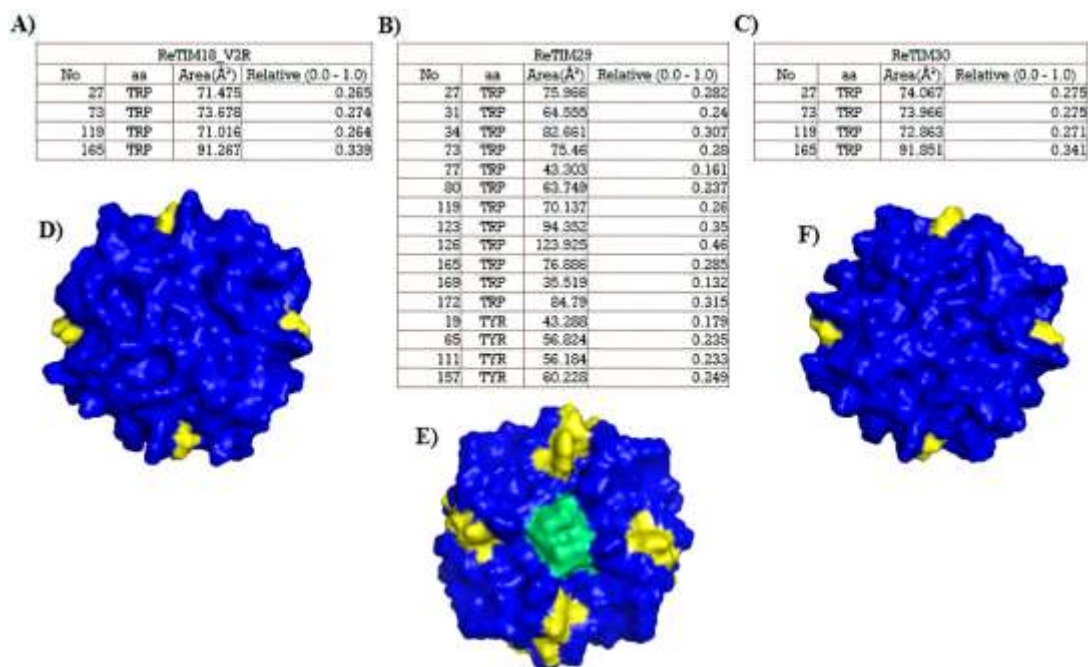 A)
ReTIM18_V2R
No aa Area(Å²) Relative (0.0 - 1.0)
27 TRP 71.475 0.265
73 TRP 73.678 0.274
119 TRP 71.016 0.264
165 TRP 91.267 0.339
B)
ReTIM29
No aa Area(Å²) Relative (0.0 - 1.0)
27 TRP 75.966 0.282
31 TRP 64.555 0.24
34 TRP 82.661 0.307
73 TRP 75.46 0.28
77 TRP 43.303 0.161
80 TRP 63.749 0.237
119 TRP 70.137 0.26
123 TRP 94.352 0.35
126 TRP 123.925 0.46
165 TRP 76.886 0.285
169 TRP 35.519 0.132
172 TRP 84.79 0.315
19 TYR 43.288 0.179
65 TYR 56.824 0.235
111 TYR 56.184 0.233
157 TYR 60.228 0.249
C)
ReTIM30
No aa Area(Å²) Relative (0.0 - 1.0)
27 TRP 74.067 0.275
73 TRP 73.966 0.275
119 TRP 72.863 0.271
165 TRP 91.851 0.341
D)
E)
F)